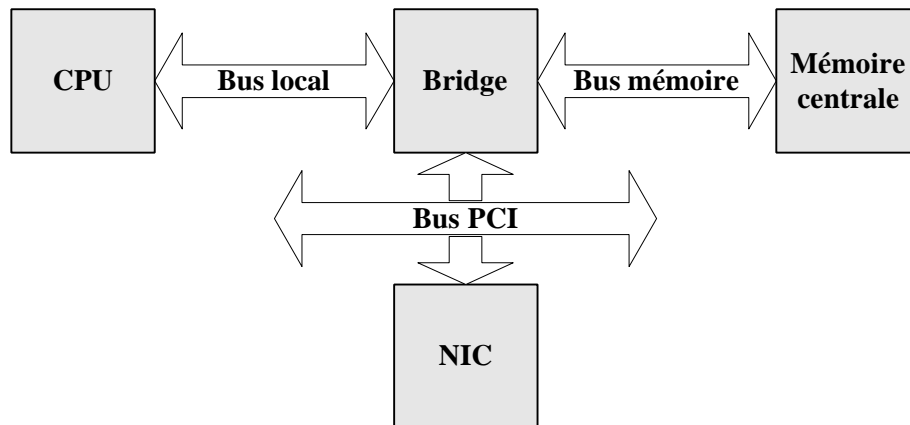 CPU
Bus local
Bridge
Bus mémoire
Mémoire
centrale
Bus PCI
NIC